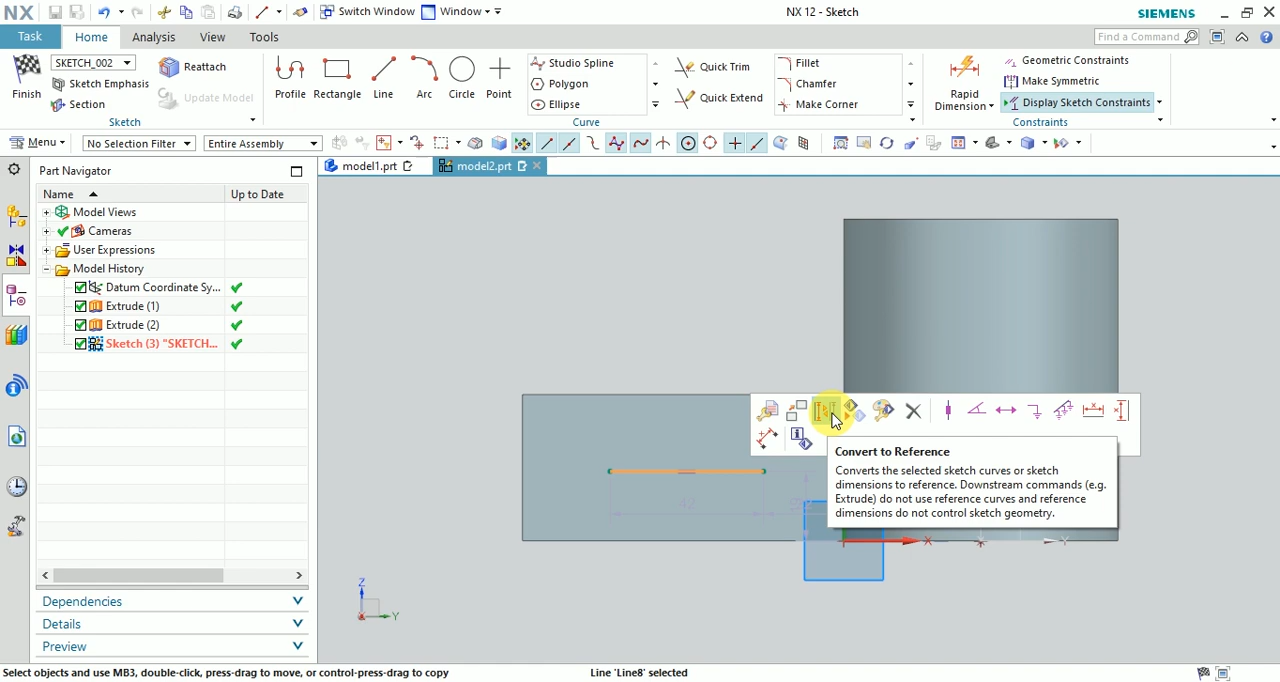 NX
Switch Window
Window
NX 12 - Sketch
SIEMENS
Task
Home
Analysis
View
Tools
Find a Command
Finish
SKETCH_002
Sketch Emphasis
Section
Reattach
Update Model
Sketch
Profile
Rectangle
Line
Arc
Circle
Point
Studio Spline
Polygon
Ellipse
Quick Trim
Quick Extend
Fillet
Chamfer
Make Corner
Curve
Rapid
Dimension
Geometric Constraints
Make Symmetric
Display Sketch Constraints
Constraints
Menu
No Selection Filter
Entire Assembly
Part Navigator
model1.prt
model2.prt
Name
Up to Date
Model Views
Cameras
User Expressions
Model History
Datum Coordinate Sy...
Extrude (1)
Extrude (2)
Sketch (3) "SKETCH...
Convert to Reference
Converts the selected sketch curves or sketch
dimensions to reference. Downstream commands (e.g.
Extrude) do not use reference curves and reference
dimensions do not control sketch geometry.
42
X
Y
Z
X
Y
Dependencies
Details
Preview
Select objects and use MB3, double-click, press-drag to move, or control-press-drag to copy
Line 'Line8' selected